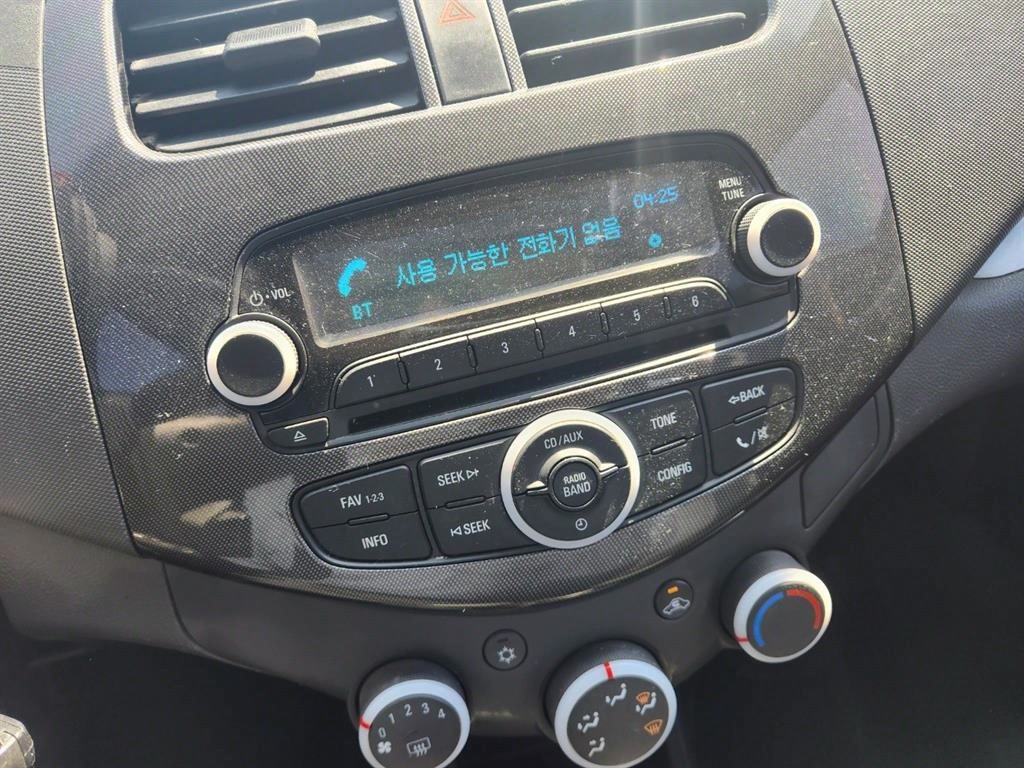 04:25
MENU
TUNE
사용 가능한 전화기 없음
BT
VOL
1 2 3 4 5 6
CD/AUX
TONE
BACK
RADIO
BAND
SEEK
FAV 1-2-3
SEEK
CONFIG
INFO
0 1 2 3 4